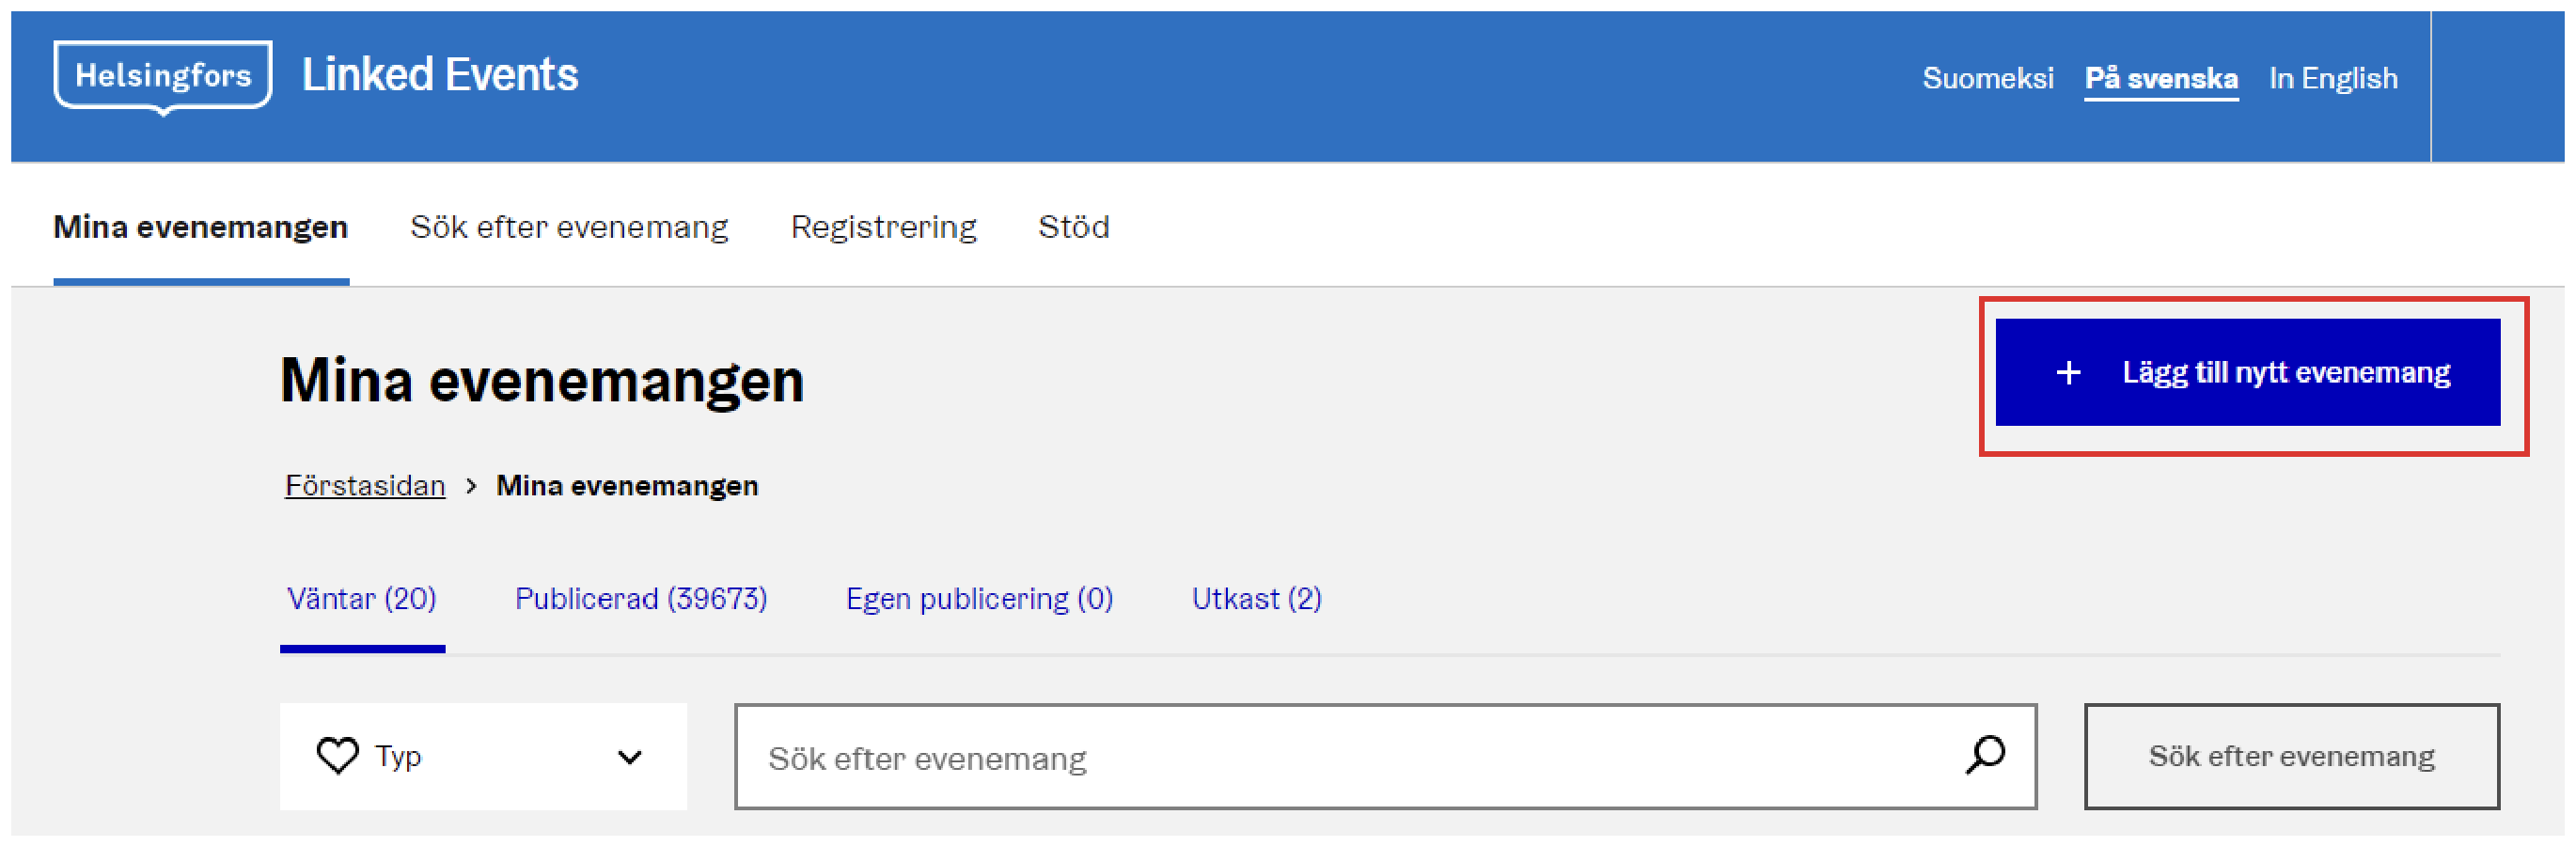 Helsingfors Linked Events Suomeksi På svenska In English
Mina evenemangen Sök efter evenemang Registrering Stöd
Mina evenemangen + Lägg till nytt evenemang
Förstasidan > Mina evenemangen
Väntar (20) Publicerad (39673) Egen publicering (0) Utkast (2)
Typ Sök efter evenemang Sök efter evenemang